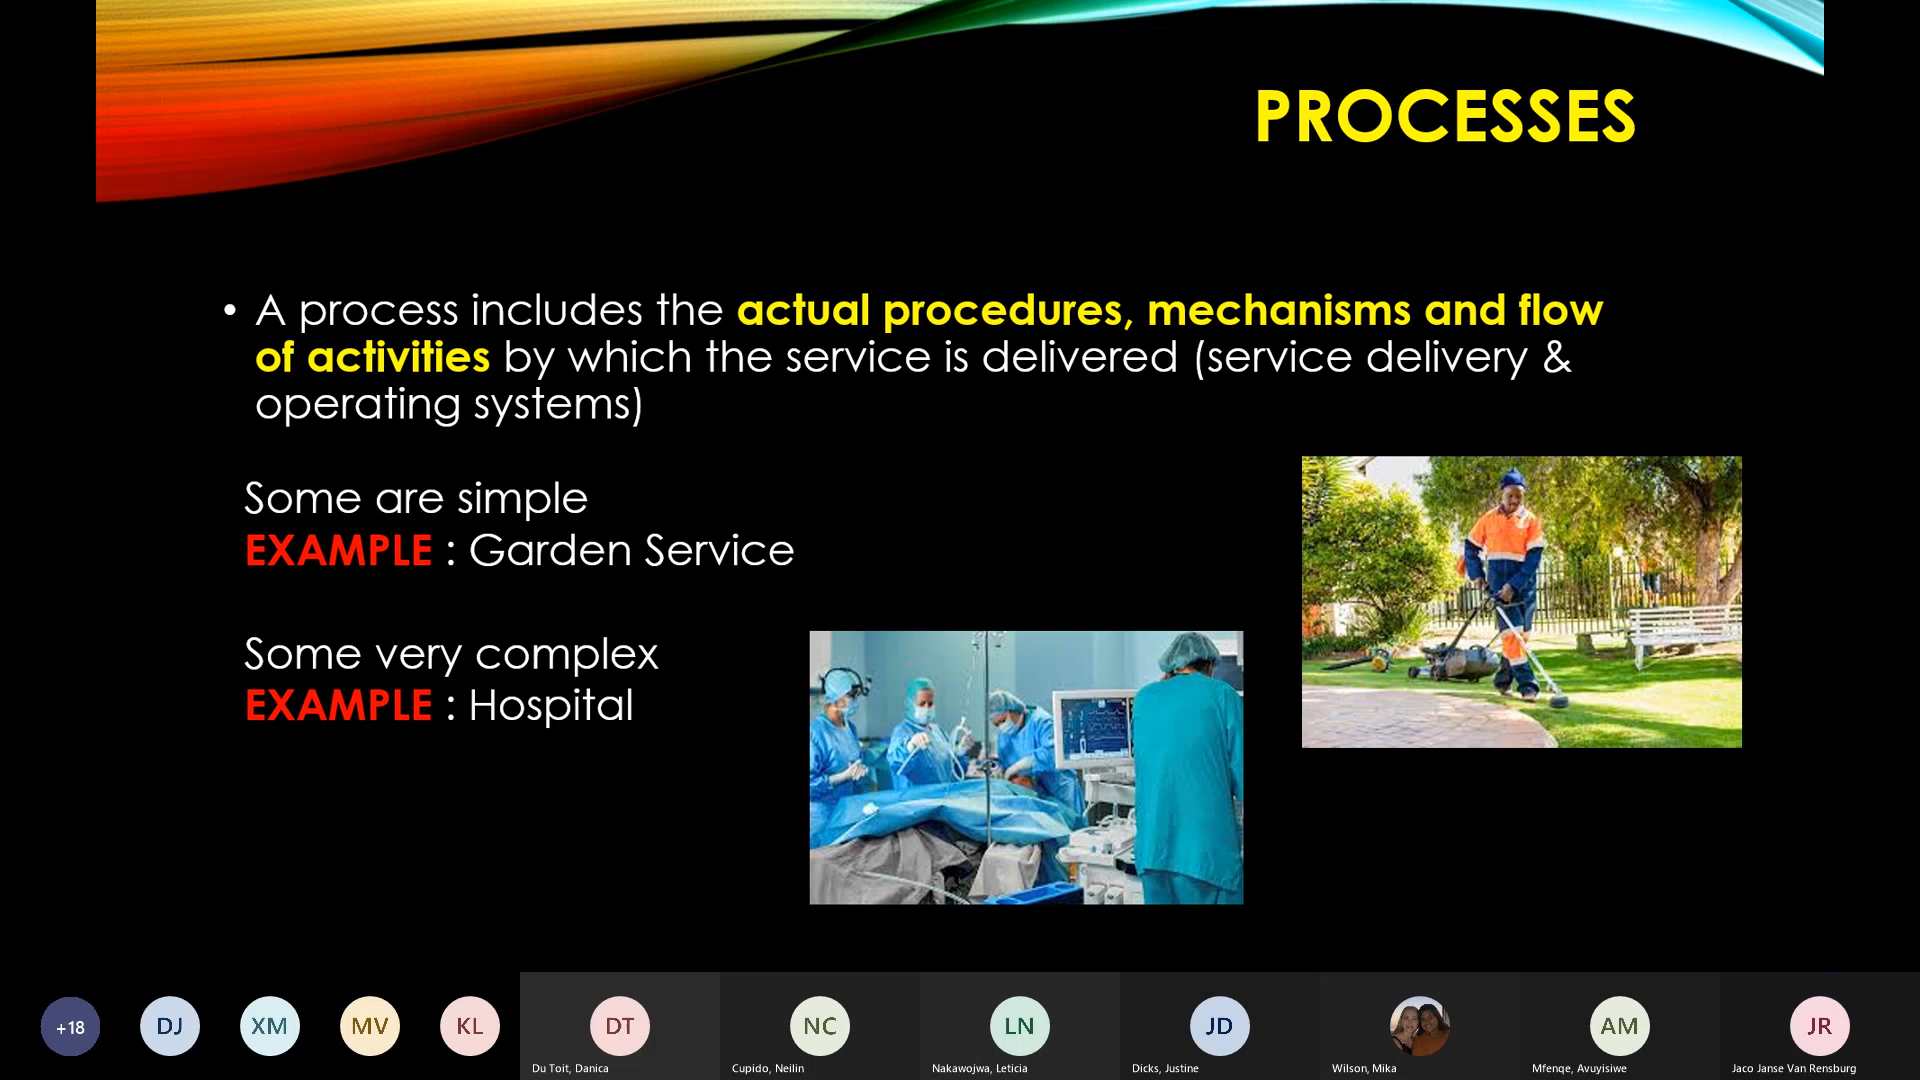 PROCESSES
• A process includes the actual procedures, mechanisms and flow
of activities by which the service is delivered (service delivery &
operating systems)
Some are simple
EXAMPLE : Garden Service
Some very complex
EXAMPLE : Hospital
+18
DJ
XM
MV
KL
DT
NC
LN
JD
AM
JR
Du Toit, Danica
Cupido, Neilin
Nakawojwa, Leticia
Dicks, Justine
Wilson, Mika
Mfenqe, Avuyisiwe
Jaco Janse Van Rensburg